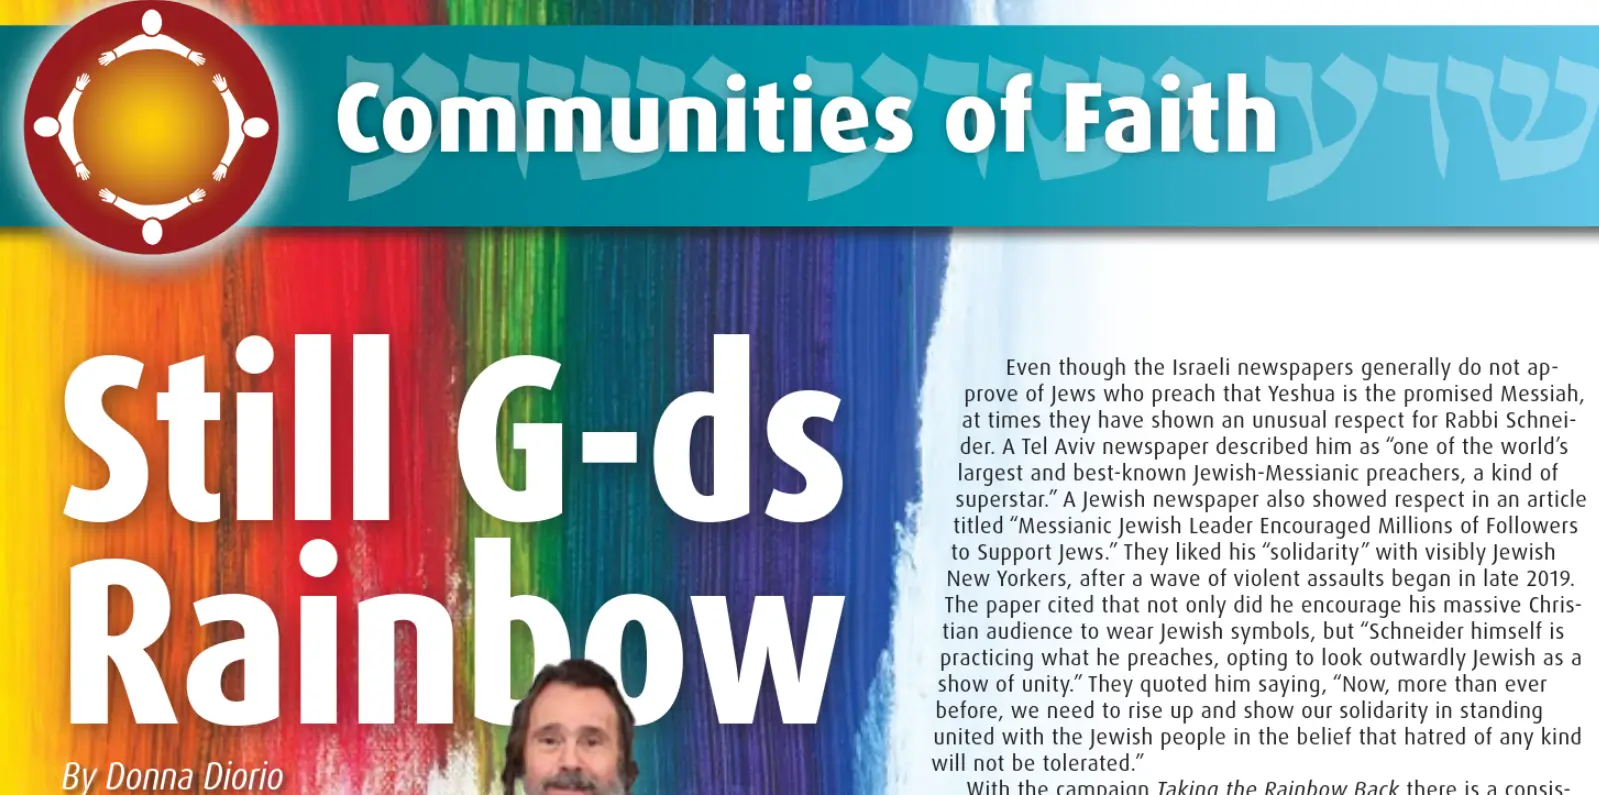 Communities of Faith
ישוע ישוע ישוע
Still G-ds
Rainbow
By Donna Diorio
Even though the Israeli newspapers generally do not ap-
prove of Jews who preach that Yeshua is the promised Messiah,
at times they have shown an unusual respect for Rabbi Schnei-
der. A Tel Aviv newspaper described him as “one of the world’s
largest and best-known Jewish-Messianic preachers, a kind of
superstar.” A Jewish newspaper also showed respect in an article
titled “Messianic Jewish Leader Encouraged Millions of Followers
to Support Jews.” They liked his “solidarity” with visibly Jewish
New Yorkers, after a wave of violent assaults began in late 2019.
The paper cited that not only did he encourage his massive Chris-
tian audience to wear Jewish symbols, but “Schneider himself is
practicing what he preaches, opting to look outwardly Jewish as a
show of unity.” They quoted him saying, “Now, more than ever
before, we need to rise up and show our solidarity in standing
united with the Jewish people in the belief that hatred of any kind
will not be tolerated.”
With the campaign Taking the Rainbow Back there is a consis-